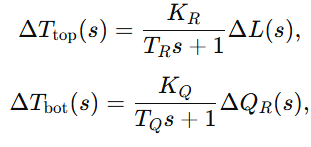 ΔT_top(s) = K_R / (T_R s + 1) ΔL(s),
ΔT_bot(s) = K_Q / (T_Q s + 1) ΔQ_R(s),